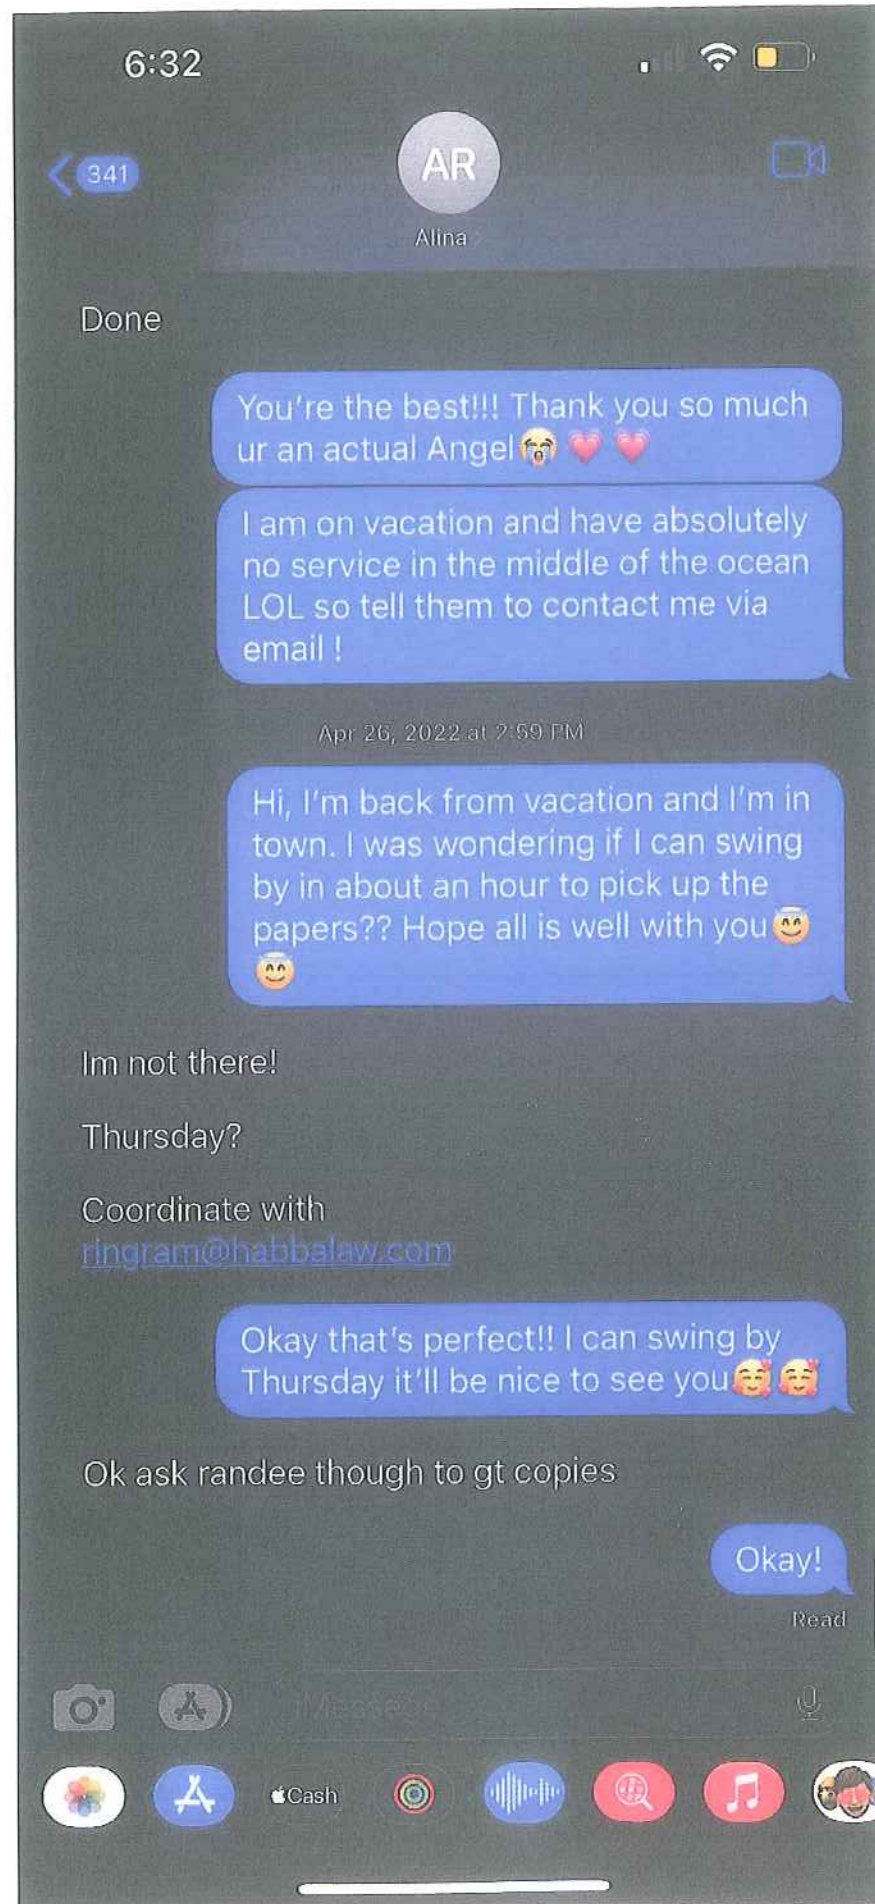 6:32
341
AR
Alina
Done
You're the best!!! Thank you so much
ur an actual Angel😭💗💗
I am on vacation and have absolutely
no service in the middle of the ocean
LOL so tell them to contact me via
email !
Apr 26, 2022 at 2:59 PM
Hi, I'm back from vacation and I'm in
town. I was wondering if I can swing
by in about an hour to pick up the
papers?? Hope all is well with you😇
😇
Im not there!
Thursday?
Coordinate with
ringram@habbalaw.com
Okay that's perfect!! I can swing by
Thursday it'll be nice to see you🥰🥰
Ok ask randee though to gt copies
Okay!
Read
iMessage
Cash